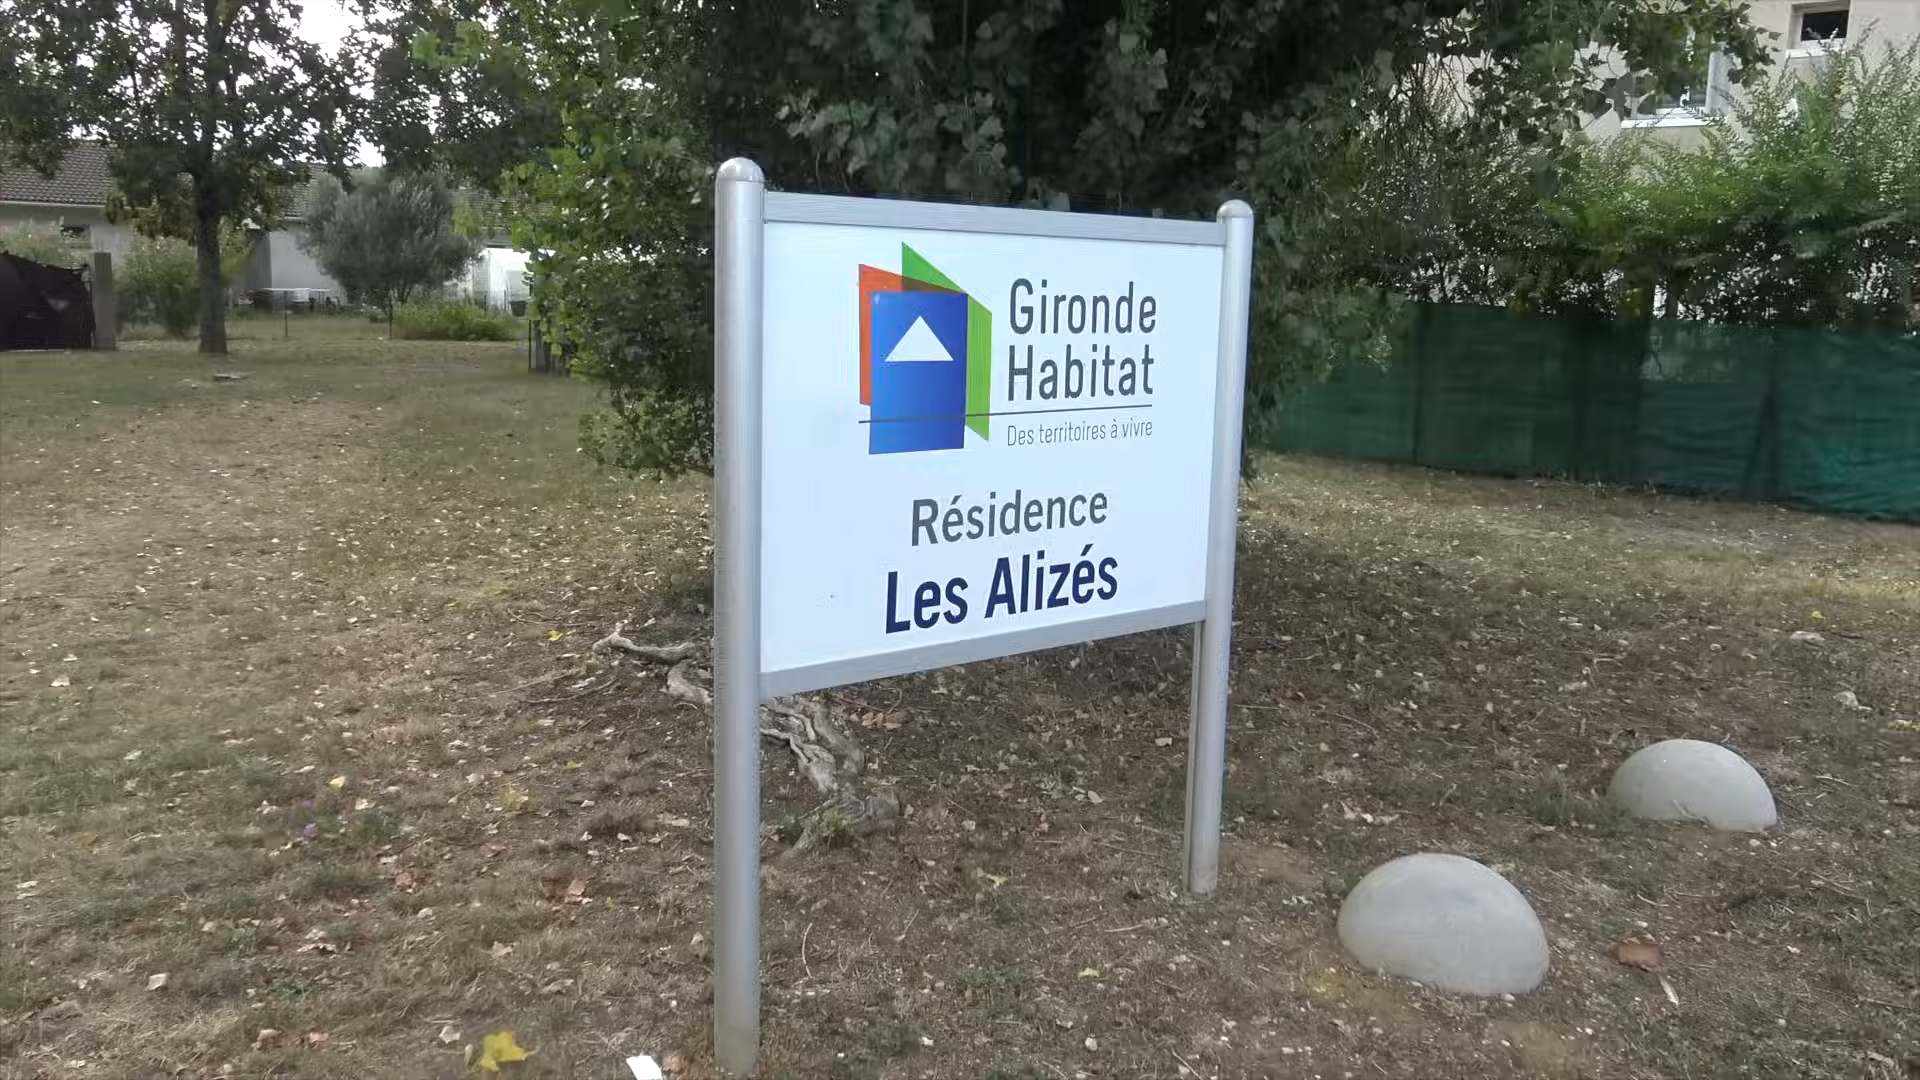 Gironde
Habitat
Des territoires à vivre
Résidence
Les Alizés